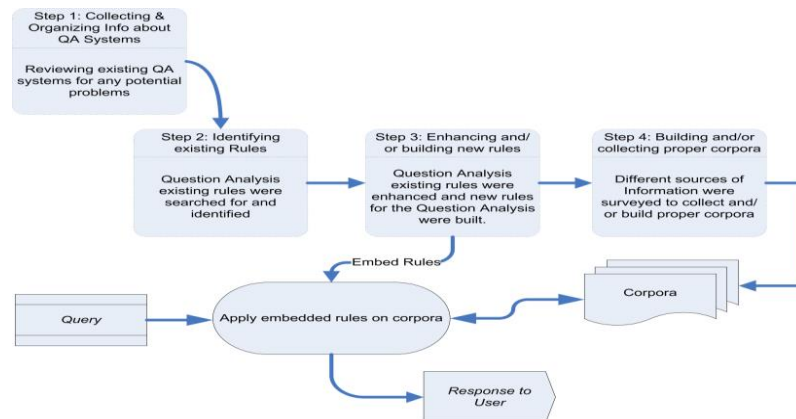 Step 1: Collecting &
Organizing Info about
QA Systems
Reviewing existing QA
systems for any potential
problems
Step 2: Identifying
existing Rules
Question Analysis
existing rules were
searched for and
identified
Step 3: Enhancing and/
or building new rules
Question Analysis
existing rules were
enhanced and new rules
for the Question Analysis
were built.
Step 4: Building and/or
collecting proper corpora
Different sources of
Information were
surveyed to collect and/
or build proper corpora
Embed Rules
Query
Apply embedded rules on corpora
Corpora
Response to
User